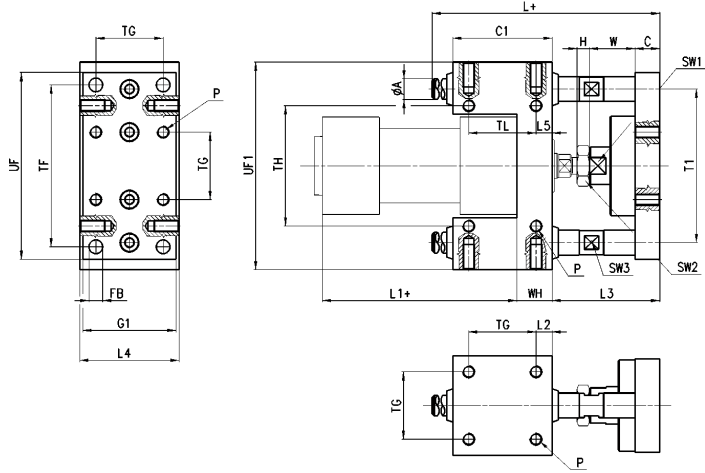 L+
TG
C1
H
W
C
SW1
ØA
P
TL
L5
UF
TF
TG
UF1
TH
T1
FB
P
SW3
SW2
L1+
WH
L3
G1
L4
TG
L2
TG
P